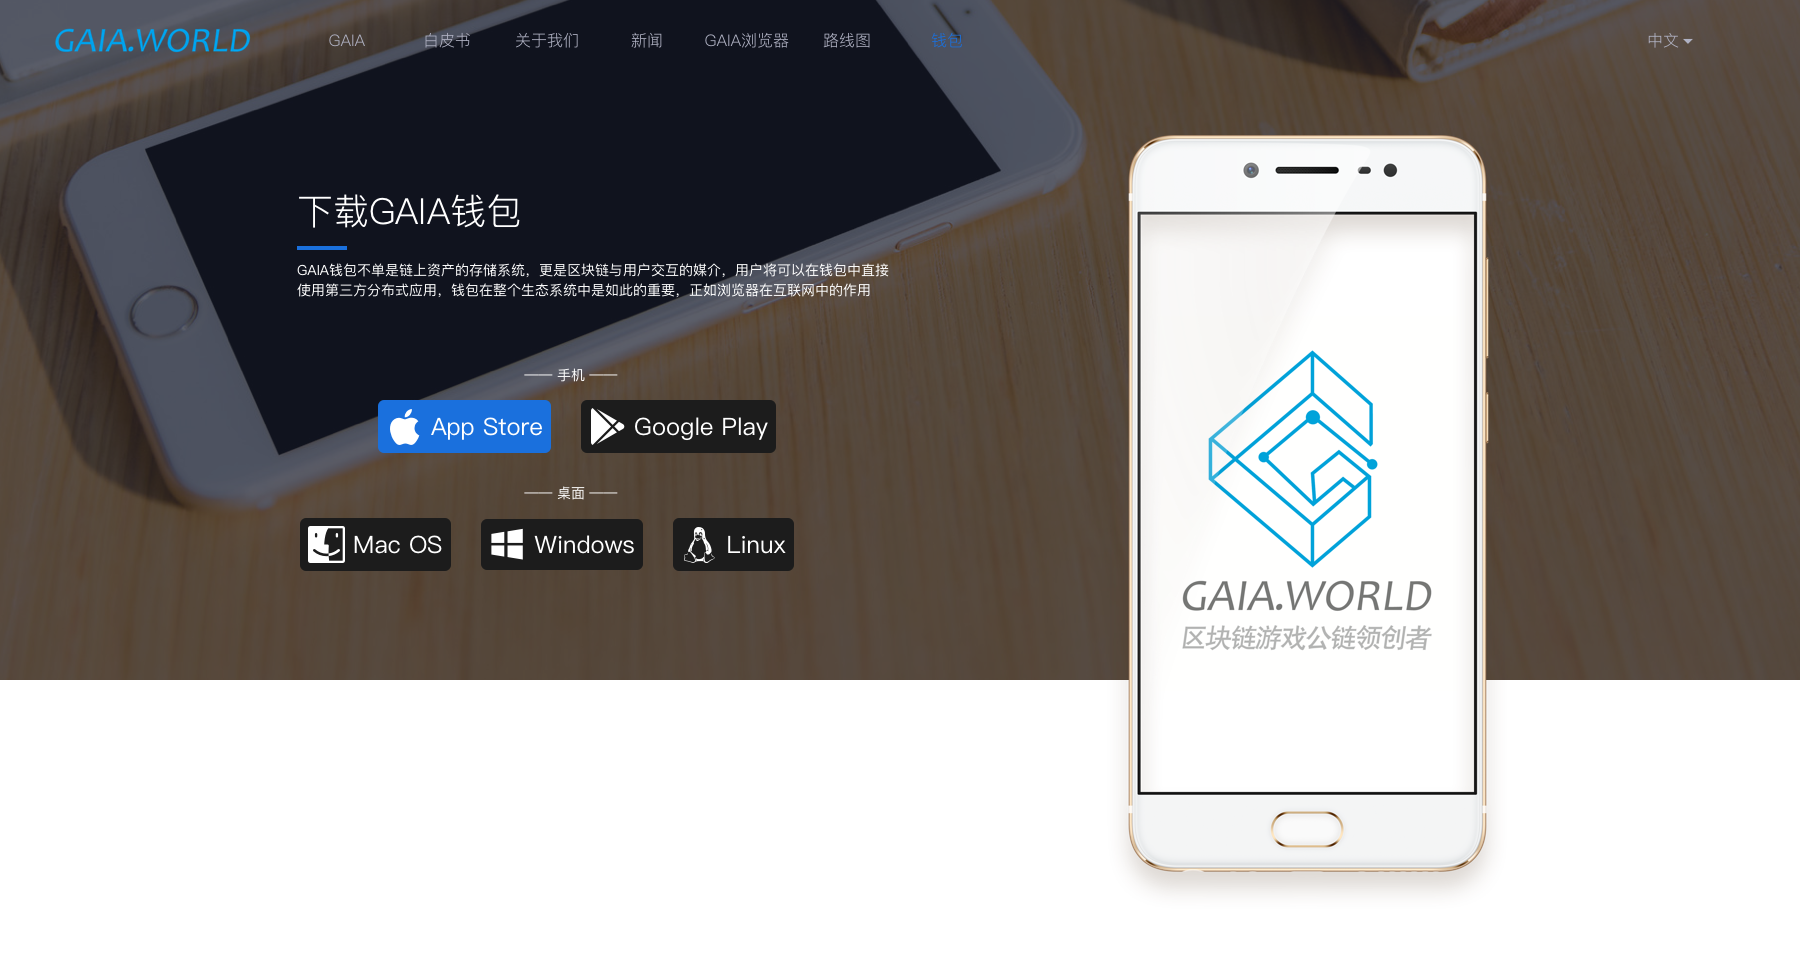 GAIA.WORLD
GAIA
白皮书
关于我们
新闻
GAIA浏览器
路线图
钱包
中文
下载GAIA钱包
GAIA钱包不单是链上资产的存储系统，更是区块链与用户交互的媒介，用户将可以在钱包中直接
使用第三方分布式应用，钱包在整个生态系统中是如此的重要，正如浏览器在互联网中的作用
手机
App Store
Google Play
桌面
Mac OS
Windows
Linux
GAIA.WORLD
区块链游戏公链领创者